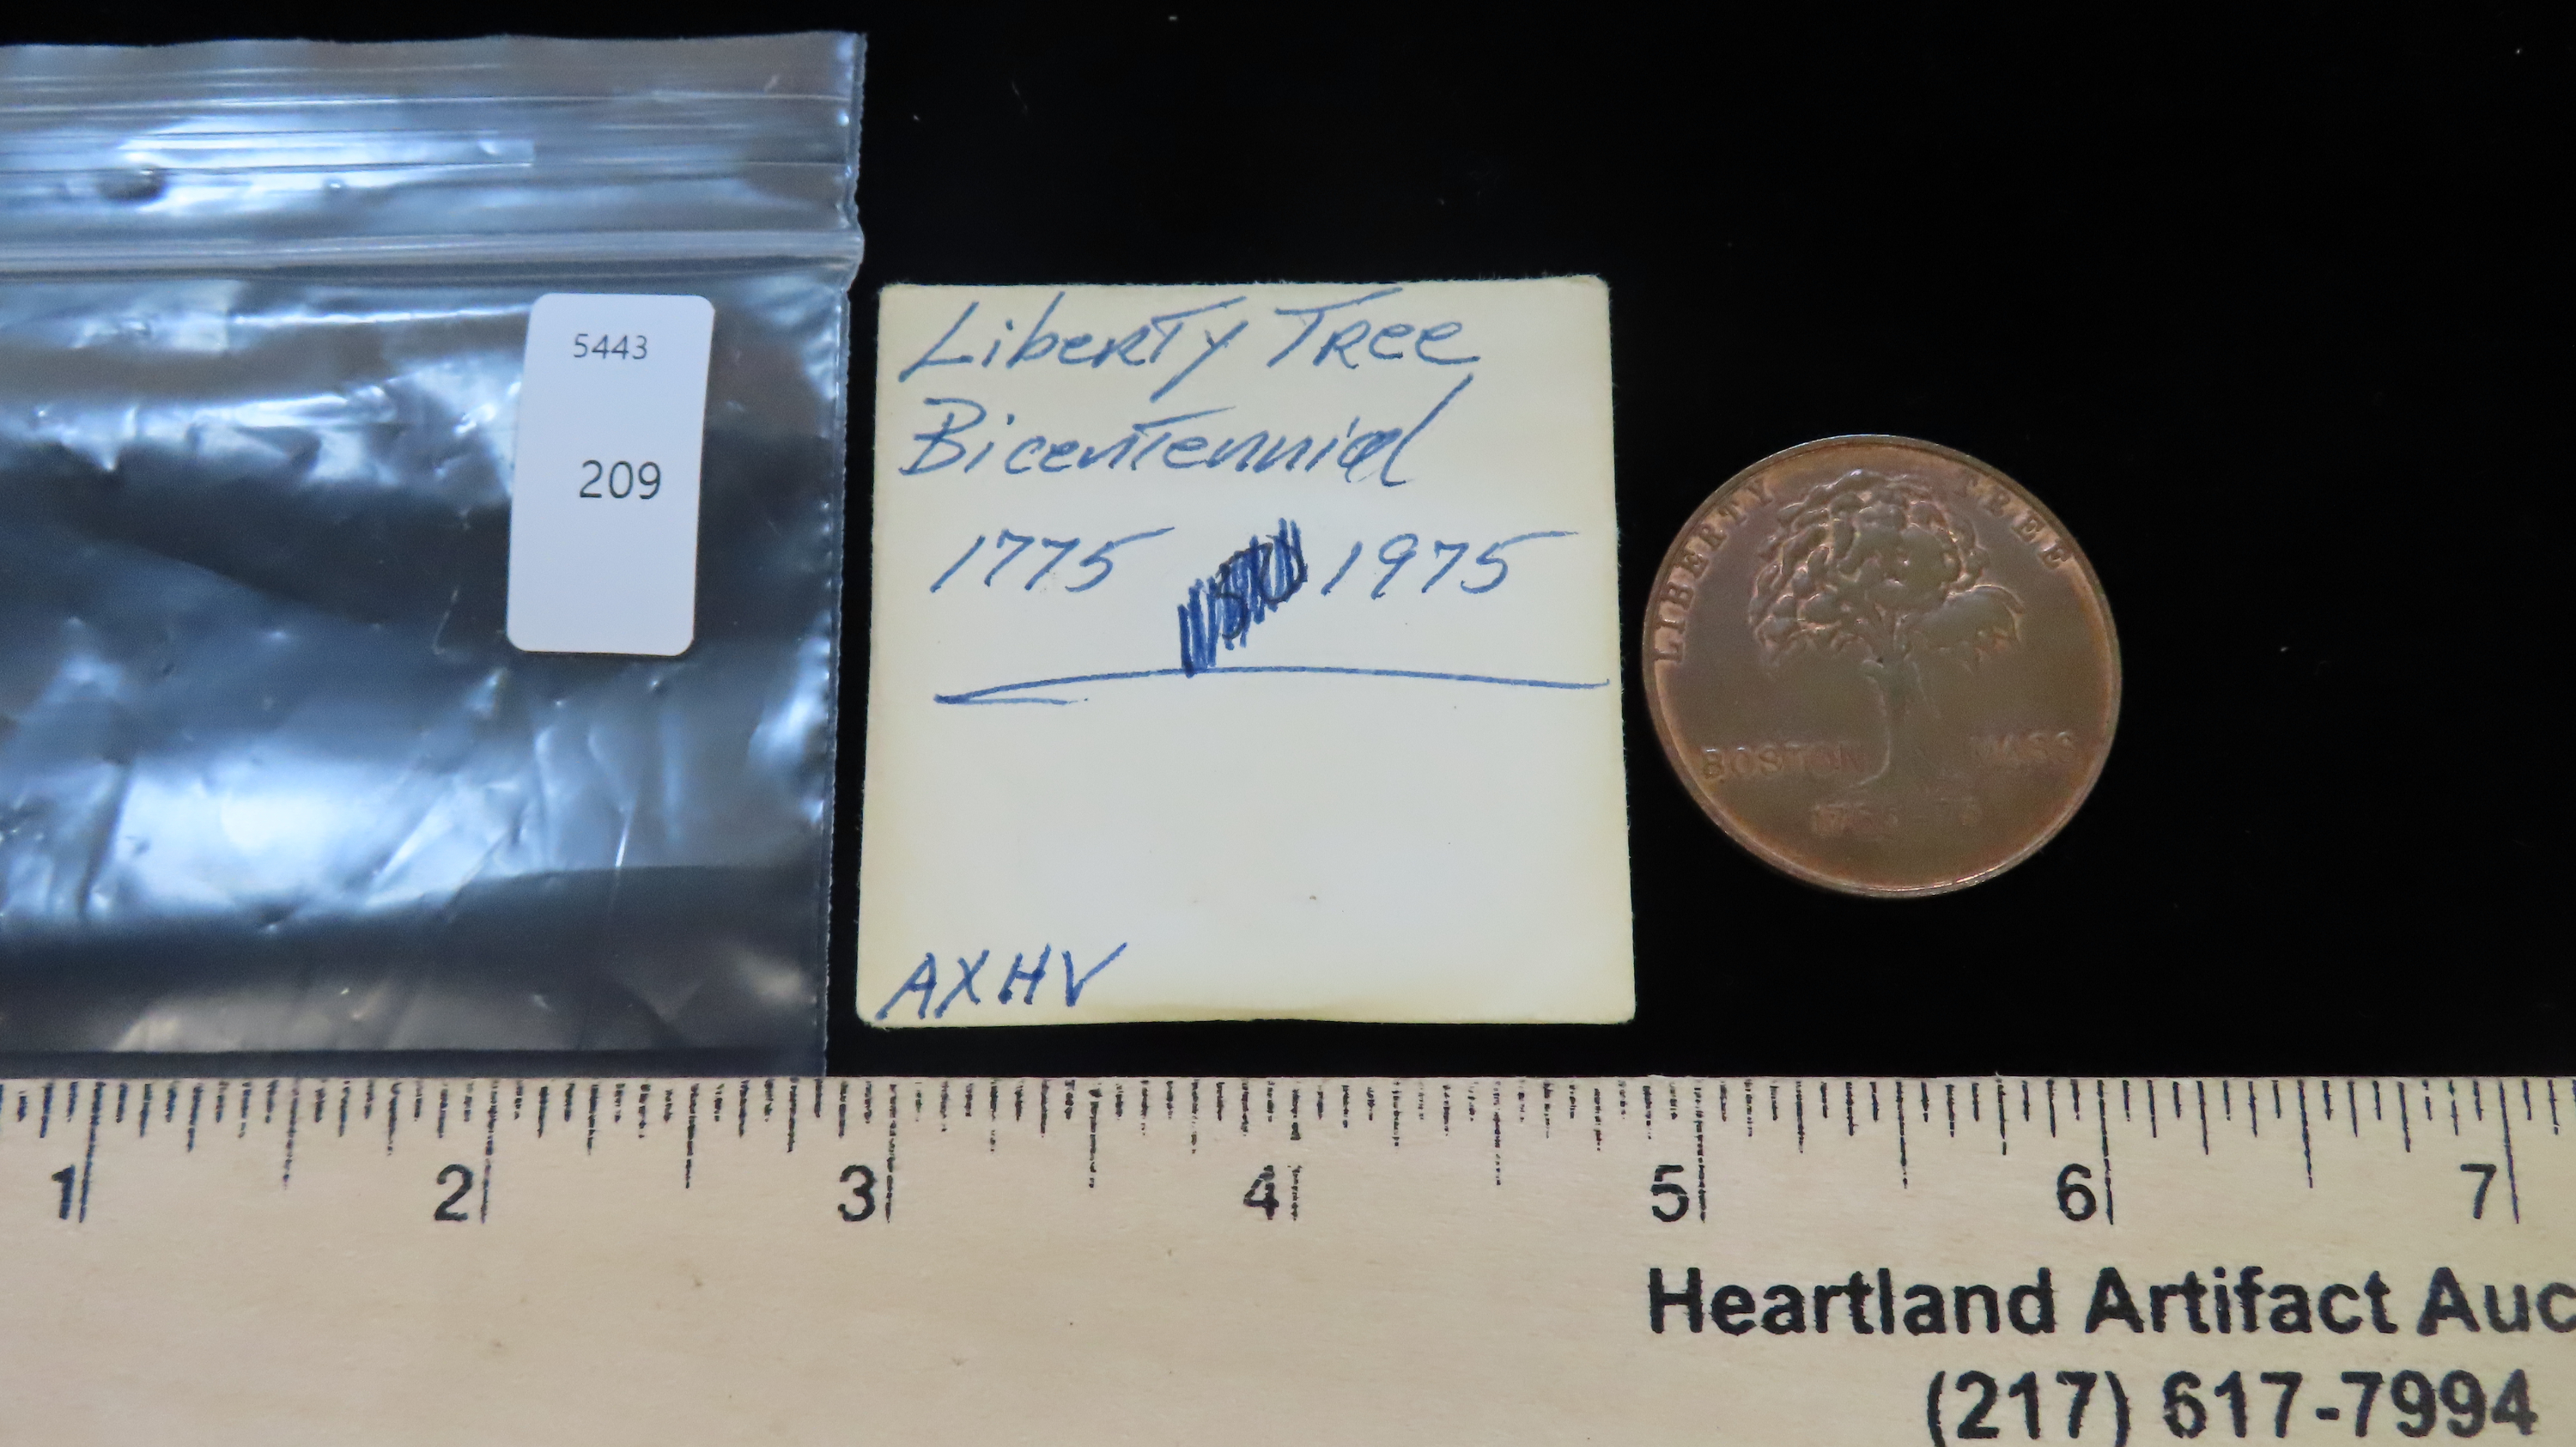 5443
209
Liberty Tree
Bicentennial
1775 1975
AXHV
LIBERTY TREE
BOSTON MASS
1 2 3 4 5 6 7
Heartland Artifact Auc
(217) 617-7994